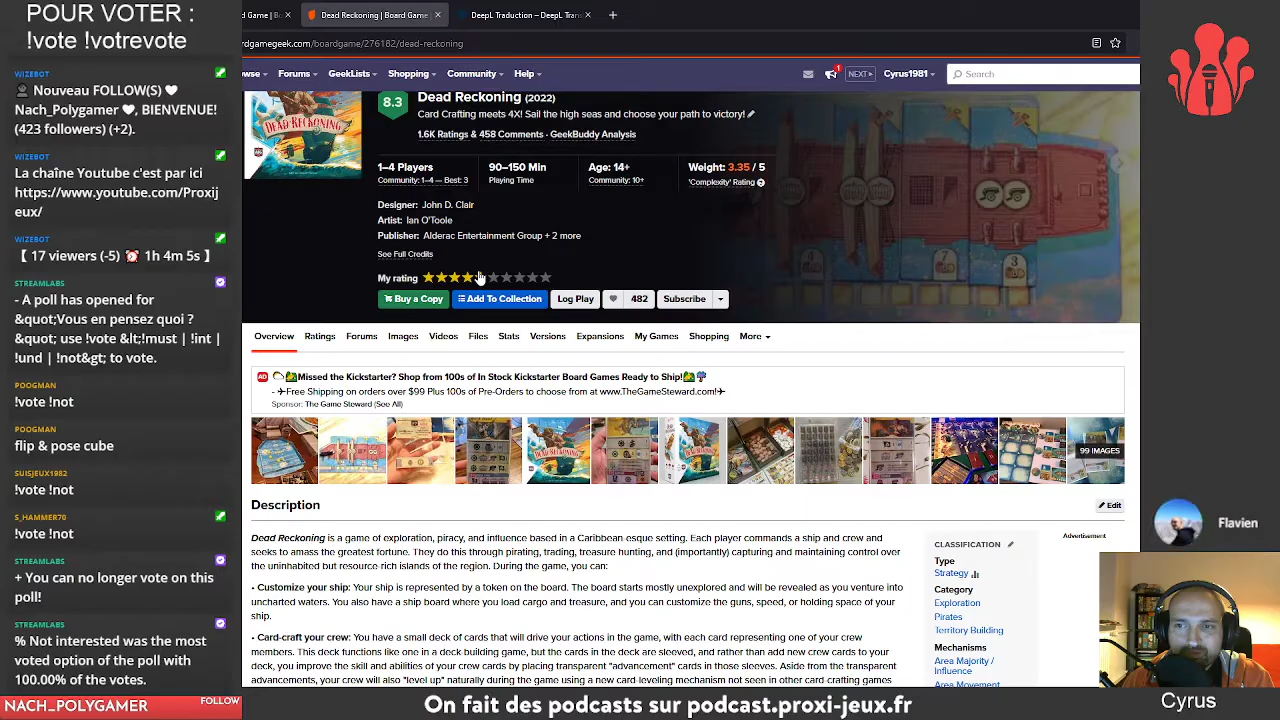 POUR VOTER :
!vote !votrevote
WIZEBOT
Nouveau FOLLOW(S) ❤
Nach_Polygamer ❤, BIENVENUE!
(423 followers) (+2).
WIZEBOT
La chaîne Youtube c'est par ici
https://www.youtube.com/Proxij
eux/
WIZEBOT
【 17 viewers (-5) ⏰ 1h 4m 5s 】
STREAMLABS
- A poll has opened for
&quot;Vous en pensez quoi ?
&quot; use !vote &lt;!must | !int |
!und | !not&gt; to vote.
POOGMAN
!vote !not
POOGMAN
flip & pose cube
SUISJEUX1982
!vote !not
S_HAMMER70
!vote !not
STREAMLABS
+ You can no longer vote on this
poll!
STREAMLABS
% Not interested was the most
voted option of the poll with
100.00% of the votes.
NACH_POLYGAMER FOLLOW
d Game | Bo × Dead Reckoning | Board Game × DeepL Traduction – DeepL Tran × +
rdgamegeek.com/boardgame/276182/dead-reckoning
owse Forums GeekLists Shopping Community Help 1 NEXT Cyrus1981 Search
DEAD RECKONING
8.3
Dead Reckoning (2022)
Card Crafting meets 4X! Sail the high seas and choose your path to victory!
1.6K Ratings & 458 Comments · GeekBuddy Analysis
1–4 Players 90–150 Min Age: 14+ Weight: 3.35 / 5
Community: 1–4 — Best: 3 Playing Time Community: 10+ 'Complexity' Rating
Designer: John D. Clair
Artist: Ian O'Toole
Publisher: Alderac Entertainment Group + 2 more
See Full Credits
My rating
Buy a Copy Add To Collection Log Play 482 Subscribe
4 7 3
Overview Ratings Forums Images Videos Files Stats Versions Expansions My Games Shopping More
AD Missed the Kickstarter? Shop from 100s of In Stock Kickstarter Board Games Ready to Ship!
- ✈Free Shipping on orders over $99 Plus 100s of Pre-Orders to choose from at www.TheGameSteward.com!✈
Sponsor: The Game Steward (See All)
99 IMAGES
Description
Edit
Dead Reckoning is a game of exploration, piracy, and influence based in a Caribbean-esque setting. Each player commands a ship and crew and
seeks to amass the greatest fortune. They do this through pirating, trading, treasure hunting, and (importantly) capturing and maintaining control over
the uninhabited but resource-rich islands of the region. During the game, you can:
• Customize your ship: Your ship is represented by a token on the board. The board starts mostly unexplored and will be revealed as you venture into
uncharted waters. You also have a ship board where you load cargo and treasure, and you can customize the guns, speed, or holding space of your
ship.
• Card-craft your crew: You have a small deck of cards that will drive your actions in the game, with each card representing one of your crew
members. This deck functions like one in a deck-building game, but the cards in the deck are sleeved, and rather than add new crew cards to your
deck, you improve the skill and abilities of your crew cards by placing transparent "advancement" cards in those sleeves. Aside from the transparent
advancements, your crew will also "level up" naturally during the game using a new card-leveling mechanism not seen in other card crafting games
CLASSIFICATION
Type
Strategy
Category
Exploration
Pirates
Territory Building
Mechanisms
Area Majority /
Influence
Area Movement
Advertisement
Flavien
On fait des podcasts sur podcast.proxi-jeux.fr
Cyrus